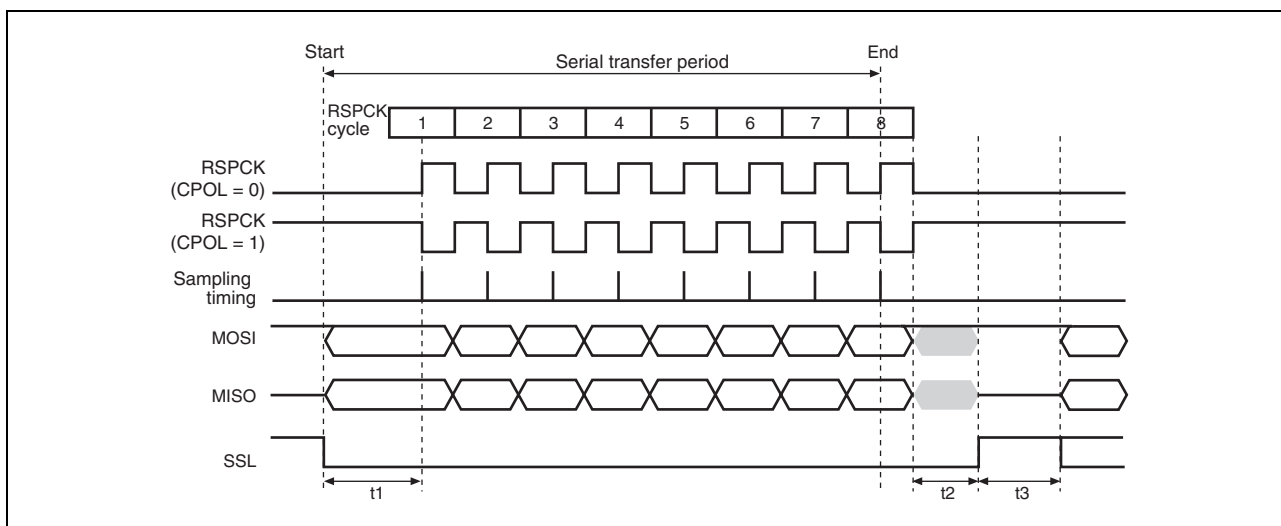 Start
End
Serial transfer period
RSPCK
cycle
1 2 3 4 5 6 7 8
RSPCK
(CPOL = 0)
RSPCK
(CPOL = 1)
Sampling
timing
MOSI
MISO
SSL
t1
t2
t3